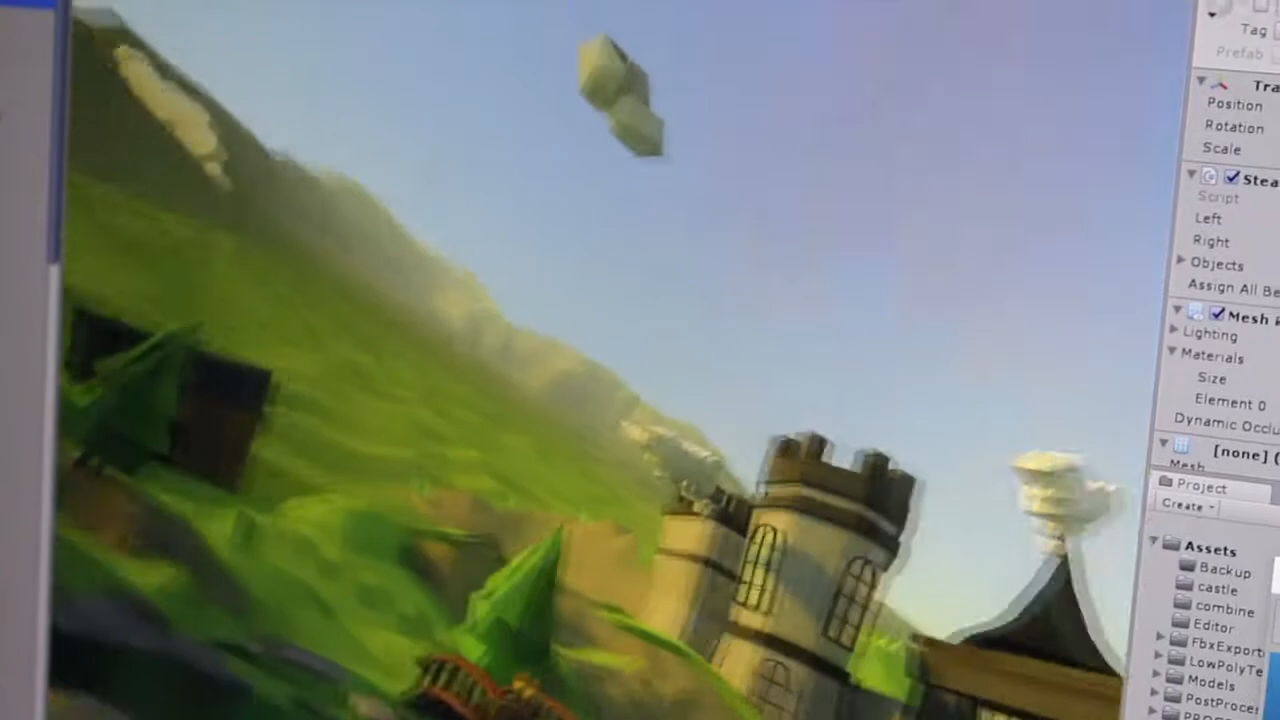 Tag
Prefab
Tra
Position
Rotation
Scale
Stea
Script
Left
Right
Objects
Assign All Be
Mesh
Lighting
Materials
Size
Element 0
Dynamic Occlu
[none] (
Mesh
Project
Create
Assets
Backup
castle
combine
Editor
FbxExport
LowPolyTe
Models
PostProces